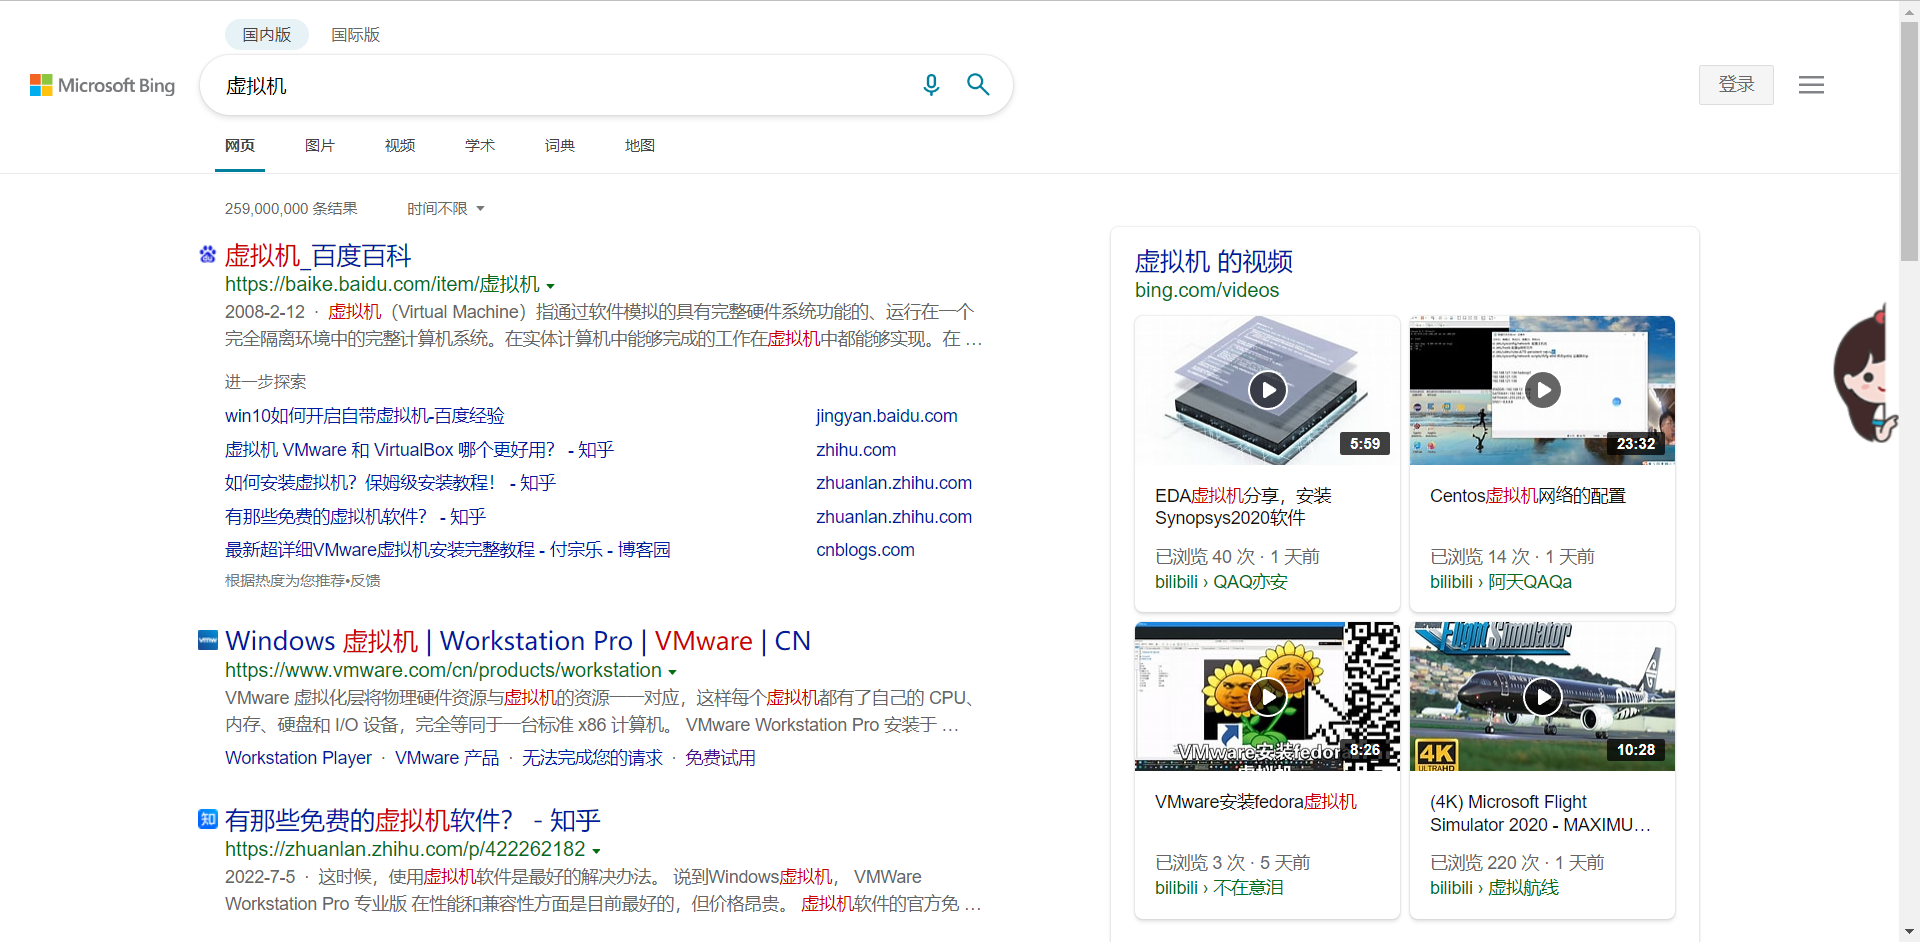 国内版 国际版
Microsoft Bing
虚拟机
登录
网页 图片 视频 学术 词典 地图
259,000,000 条结果 时间不限
虚拟机_百度百科
https://baike.baidu.com/item/虚拟机
2008-2-12 · 虚拟机（Virtual Machine）指通过软件模拟的具有完整硬件系统功能的、运行在一个
完全隔离环境中的完整计算机系统。在实体计算机中能够完成的工作在虚拟机中都能够实现。在 …
进一步探索
win10如何开启自带虚拟机-百度经验 jingyan.baidu.com
虚拟机 VMware 和 VirtualBox 哪个更好用？ - 知乎 zhihu.com
如何安装虚拟机？保姆级安装教程！ - 知乎 zhuanlan.zhihu.com
有那些免费的虚拟机软件？ - 知乎 zhuanlan.zhihu.com
最新超详细VMware虚拟机安装完整教程 - 付宗乐 - 博客园 cnblogs.com
根据热度为您推荐•反馈
Windows 虚拟机 | Workstation Pro | VMware | CN
https://www.vmware.com/cn/products/workstation
VMware 虚拟化层将物理硬件资源与虚拟机的资源一一对应，这样每个虚拟机都有了自己的 CPU、
内存、硬盘和 I/O 设备，完全等同于一台标准 x86 计算机。 VMware Workstation Pro 安装于 …
Workstation Player · VMware 产品 · 无法完成您的请求 · 免费试用
知 有那些免费的虚拟机软件？ - 知乎
https://zhuanlan.zhihu.com/p/422262182
2022-7-5 · 这时候，使用虚拟机软件是最好的解决办法。 说到Windows虚拟机， VMWare
Workstation Pro 专业版 在性能和兼容性方面是目前最好的，但价格昂贵。 虚拟机软件的官方免 …
虚拟机 的视频
bing.com/videos
5:59
EDA虚拟机分享，安装
Synopsys2020软件
已浏览 40 次 · 1 天前
bilibili › QAQ亦安
23:32
Centos虚拟机网络的配置
已浏览 14 次 · 1 天前
bilibili › 阿天QAQa
VMware安装fedora
8:26
VMware安装fedora虚拟机
已浏览 3 次 · 5 天前
bilibili › 不在意泪
Flight Simulator
4K
ULTRAHD
10:28
(4K) Microsoft Flight
Simulator 2020 - MAXIMU…
已浏览 220 次 · 1 天前
bilibili › 虚拟航线